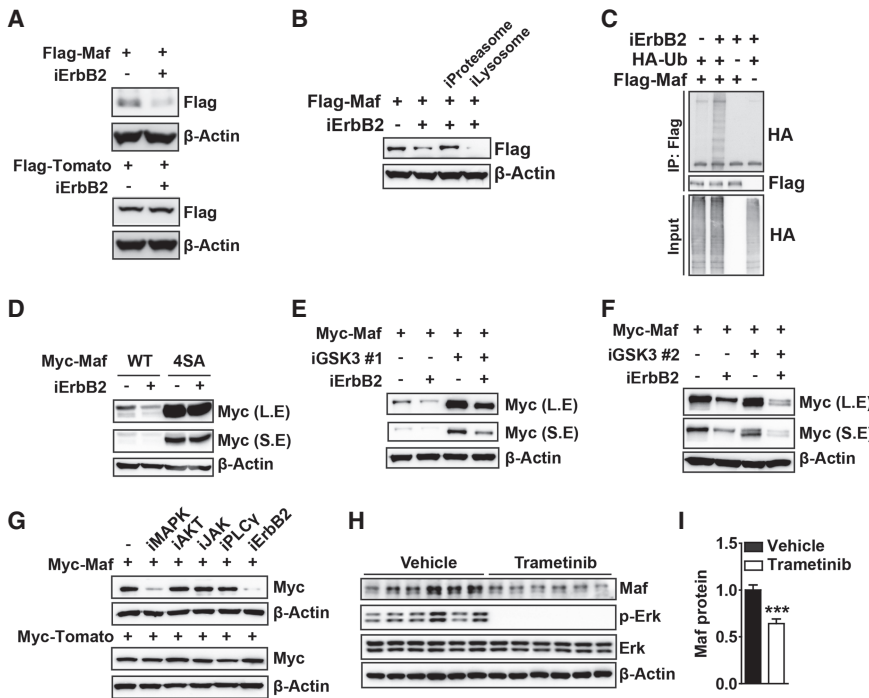 A
Flag-Maf + +
iErbB2 - +
Flag
β-Actin
Flag-Tomato + +
iErbB2 - +
Flag
β-Actin
B
iProteasome
iLysosome
Flag-Maf + + + +
iErbB2 - + + +
Flag
β-Actin
C
iErbB2 - + + +
HA-Ub + + - +
Flag-Maf + + + -
IP: Flag
HA
Flag
Input
HA
D
Myc-Maf WT 4SA
iErbB2 - + - +
Myc (L.E)
Myc (S.E)
β-Actin
E
Myc-Maf + + + +
iGSK3 #1 - - + +
iErbB2 - + - +
Myc (L.E)
Myc (S.E)
β-Actin
F
Myc-Maf + + + +
iGSK3 #2 - - + +
iErbB2 - + - +
Myc (L.E)
Myc (S.E)
β-Actin
G
- iMAPK iAKT iJAK iPLCγ iErbB2
Myc-Maf + + + + + +
Myc
β-Actin
Myc-Tomato + + + + + +
Myc
β-Actin
H
Vehicle Trametinib
Maf
p-Erk
Erk
β-Actin
I
Vehicle
Trametinib
Maf protein
1.5
1.0
0.5
0.0
***